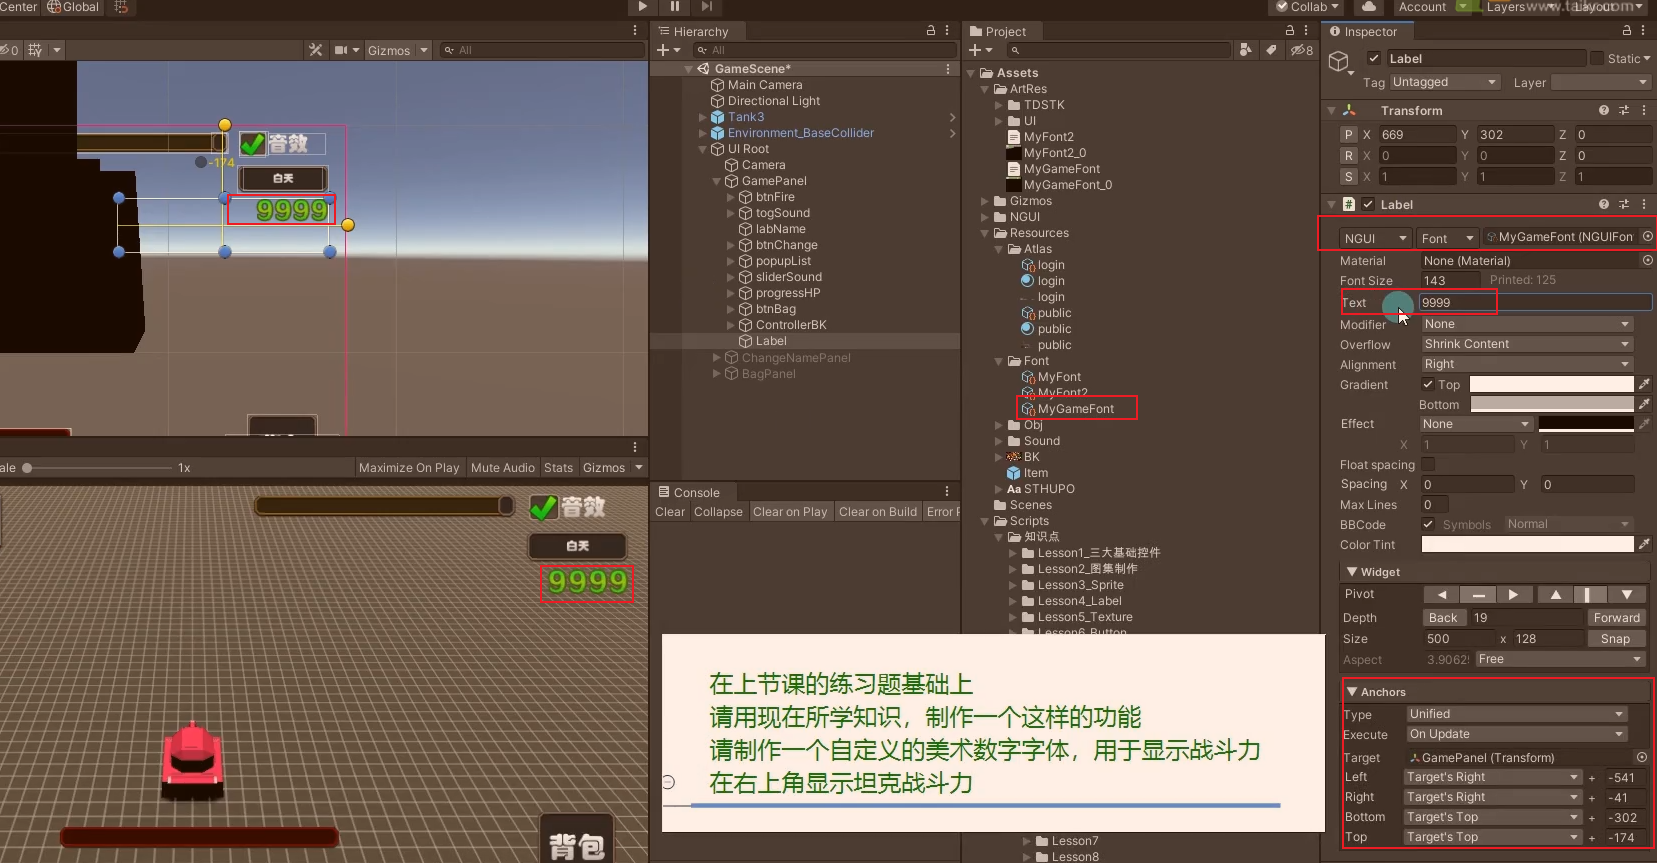 Center
Global
Collab
Account
Layers
Layout
www.taikr.com
Gizmos
All
-174
音效
白天
9999
Scale
1x
Maximize On Play
Mute Audio
Stats
Gizmos
音效
白天
9999
背包
Hierarchy
All
GameScene*
Main Camera
Directional Light
Tank3
Environment_BaseCollider
UI Root
Camera
GamePanel
btnFire
togSound
labName
btnChange
popupList
sliderSound
progressHP
btnBag
ControllerBK
Label
ChangeNamePanel
BagPanel
Console
Clear
Collapse
Clear on Play
Clear on Build
Error P
Project
8
Assets
ArtRes
TDSTK
UI
MyFont2
MyFont2_0
MyGameFont
MyGameFont_0
Gizmos
NGUI
Resources
Atlas
login
login
login
public
public
public
Font
MyFont
MyFont2
MyGameFont
Obj
Sound
BK
Item
Aa STHUPO
Scenes
Scripts
知识点
Lesson1_三大基础控件
Lesson2_图集制作
Lesson3_Sprite
Lesson4_Label
Lesson5_Texture
Lesson6_Button
Lesson7
Lesson8
在上节课的练习题基础上
请用现在所学知识，制作一个这样的功能
请制作一个自定义的美术数字字体，用于显示战斗力
在右上角显示坦克战斗力
Inspector
Label
Static
Tag Untagged Layer
Transform
P X 669 Y 302 Z 0
R X 0 Y 0 Z 0
S X 1 Y 1 Z 1
# Label
NGUI Font MyGameFont (NGUIFon
Material None (Material)
Font Size 143 Printed: 125
Text 9999
Modifier None
Overflow Shrink Content
Alignment Right
Gradient Top
Bottom
Effect None
X 1 Y 1
Float spacing
Spacing X 0 Y 0
Max Lines 0
BBCode Symbols Normal
Color Tint
Widget
Pivot
Depth Back 19 Forward
Size 500 x 128 Snap
Aspect 3.9062 Free
Anchors
Type Unified
Execute On Update
Target GamePanel (Transform)
Left Target's Right + -541
Right Target's Right + -41
Bottom Target's Top + -302
Top Target's Top + -174